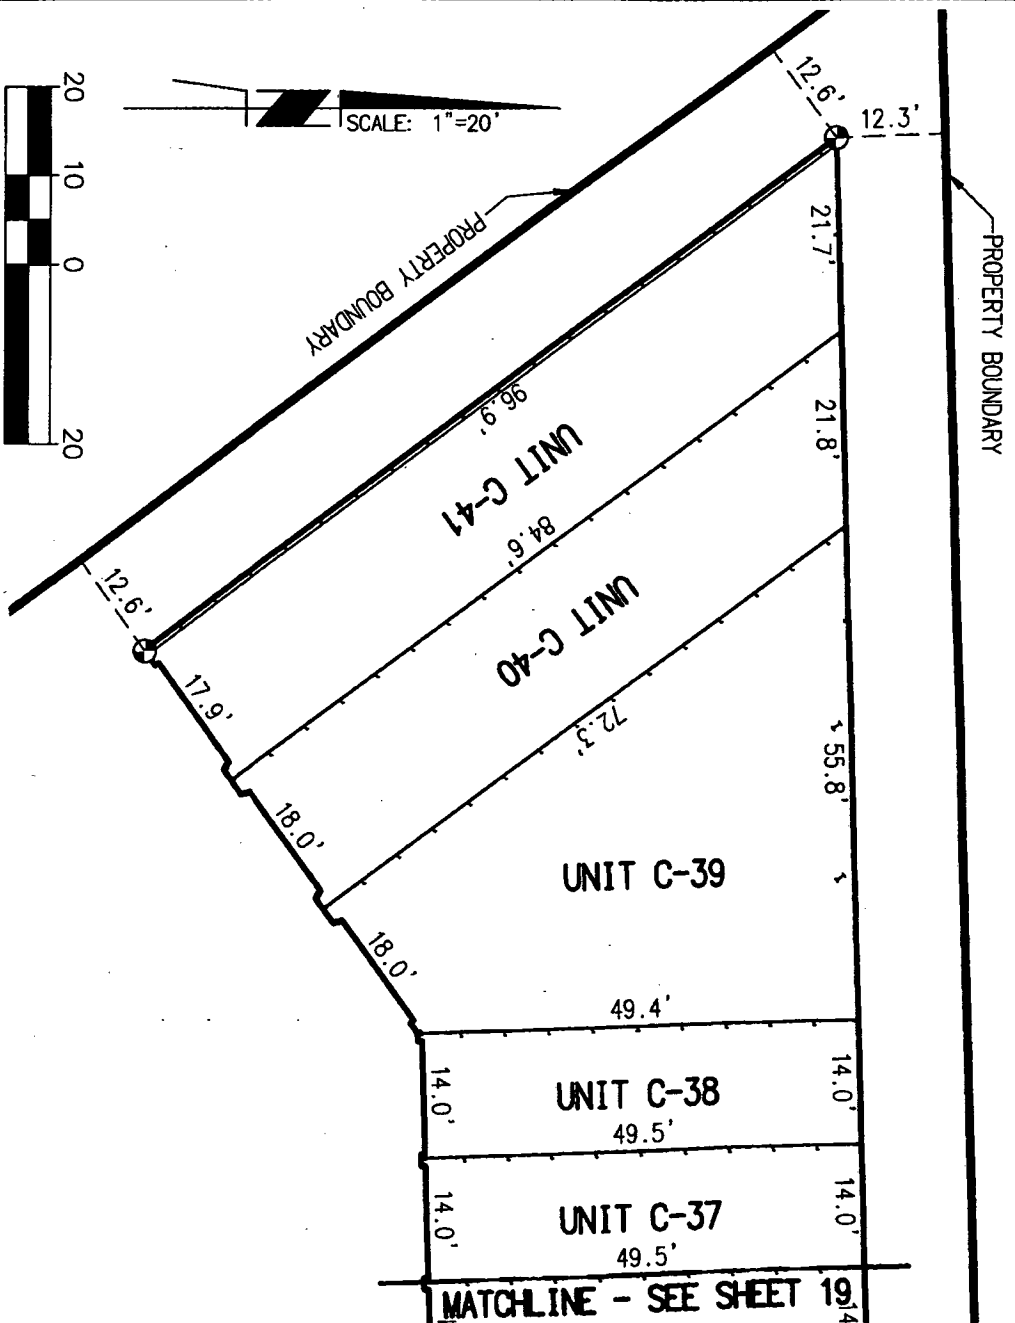 12.6'
12.3'
20
10
0
20
SCALE: 1"=20'
PROPERTY BOUNDARY
PROPERTY BOUNDARY
21.7'
96.9'
UNIT C-41
21.8'
84.6'
12.6'
UNIT C-40
17.9'
72.3'
55.8'
18.0'
UNIT C-39
18.0'
49.4'
14.0'
UNIT C-38
14.0'
49.5'
14.0'
UNIT C-37
14.0'
49.5'
MATCHLINE - SEE SHEET 19
14